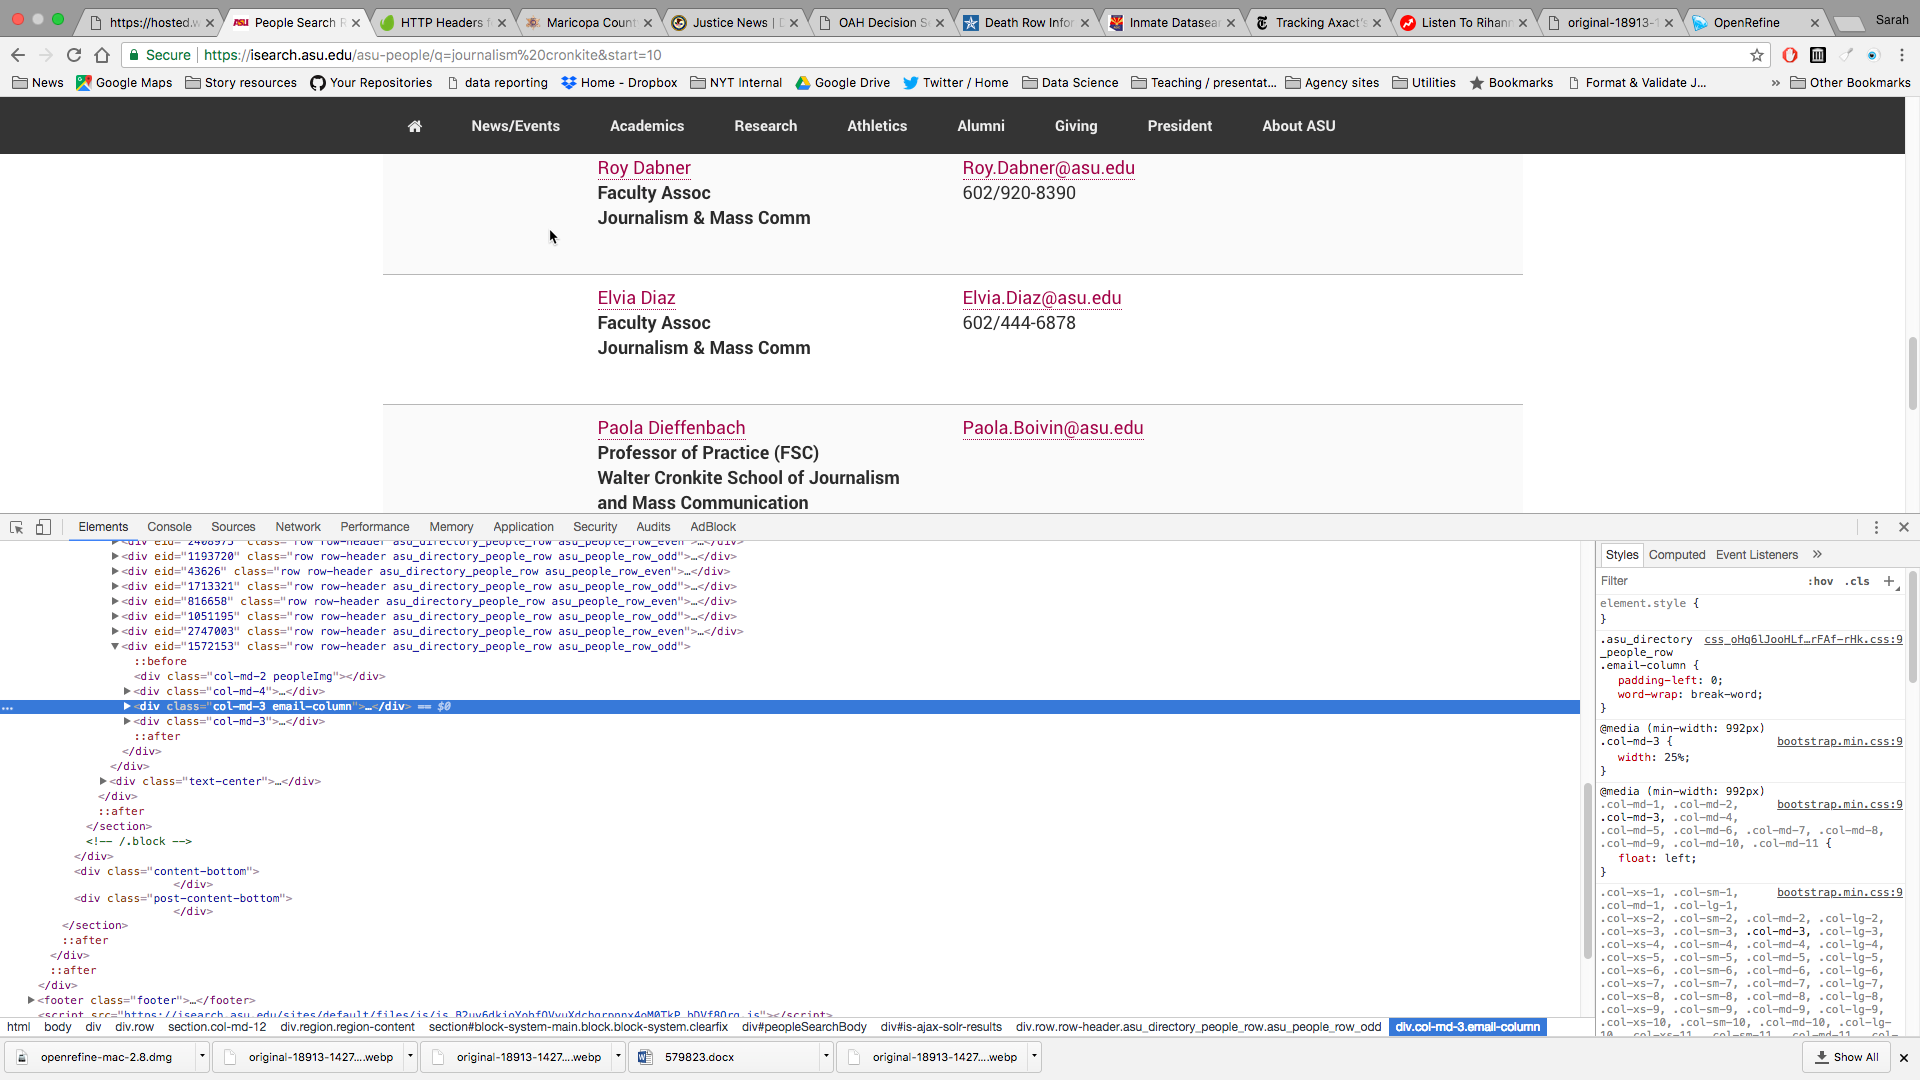 https://hosted.w
People Search R
HTTP Headers f
Maricopa Count
Justice News | D
OAH Decision S
Death Row Infor
Inmate Datasear
Tracking Axact's
Listen To Rihann
original-18913-1
OpenRefine
Sarah
Secure https://isearch.asu.edu/asu-people/q=journalism%20cronkite&start=10
News Google Maps Story resources Your Repositories data reporting Home - Dropbox NYT Internal Google Drive Twitter / Home Data Science Teaching / presentat... Agency sites Utilities Bookmarks Format & Validate J... » Other Bookmarks
News/Events Academics Research Athletics Alumni Giving President About ASU
Roy Dabner Roy.Dabner@asu.edu
Faculty Assoc 602/920-8390
Journalism & Mass Comm
Elvia Diaz Elvia.Diaz@asu.edu
Faculty Assoc 602/444-6878
Journalism & Mass Comm
Paola Dieffenbach Paola.Boivin@asu.edu
Professor of Practice (FSC)
Walter Cronkite School of Journalism
and Mass Communication
Elements Console Sources Network Performance Memory Application Security Audits AdBlock
<div eid="2408975" class="row row-header asu_directory_people_row asu_people_row_even">…</div>
<div eid="1193720" class="row row-header asu_directory_people_row asu_people_row_odd">…</div>
<div eid="43626" class="row row-header asu_directory_people_row asu_people_row_even">…</div>
<div eid="1713321" class="row row-header asu_directory_people_row asu_people_row_odd">…</div>
<div eid="816658" class="row row-header asu_directory_people_row asu_people_row_even">…</div>
<div eid="1051195" class="row row-header asu_directory_people_row asu_people_row_odd">…</div>
<div eid="2747003" class="row row-header asu_directory_people_row asu_people_row_even">…</div>
<div eid="1572153" class="row row-header asu_directory_people_row asu_people_row_odd">
::before
<div class="col-md-2 peopleImg"></div>
<div class="col-md-4">…</div>
... <div class="col-md-3 email-column">…</div> == $0
<div class="col-md-3">…</div>
::after
</div>
</div>
<div class="text-center">…</div>
</div>
::after
</section>
<!-- /.block -->
</div>
<div class="content-bottom">
</div>
<div class="post-content-bottom">
</div>
</section>
::after
</div>
::after
</div>
<footer class="footer">…</footer>
html body div div.row section.col-md-12 div.region.region-content section#block-system-main.block.block-system.clearfix div#peopleSearchBody div#is-ajax-solr-results div.row.row-header.asu_directory_people_row.asu_people_row_odd div.col-md-3.email-column
Styles Computed Event Listeners »
Filter :hov .cls +
element.style {
}
.asu_directory css_oHq6lJooHLf…rFAf-rHk.css:9
_people_row
.email-column {
padding-left: 0;
word-wrap: break-word;
}
@media (min-width: 992px)
.col-md-3 { bootstrap.min.css:9
width: 25%;
}
@media (min-width: 992px)
.col-md-1, .col-md-2, bootstrap.min.css:9
.col-md-3, .col-md-4,
.col-md-5, .col-md-6, .col-md-7, .col-md-8,
.col-md-9, .col-md-10, .col-md-11 {
float: left;
}
.col-xs-1, .col-sm-1, bootstrap.min.css:9
.col-md-1, .col-lg-1,
.col-xs-2, .col-sm-2, .col-md-2, .col-lg-2,
.col-xs-3, .col-sm-3, .col-md-3, .col-lg-3,
.col-xs-4, .col-sm-4, .col-md-4, .col-lg-4,
.col-xs-5, .col-sm-5, .col-md-5, .col-lg-5,
.col-xs-6, .col-sm-6, .col-md-6, .col-lg-6,
.col-xs-7, .col-sm-7, .col-md-7, .col-lg-7,
.col-xs-8, .col-sm-8, .col-md-8, .col-lg-8,
.col-xs-9, .col-sm-9, .col-md-9, .col-lg-9,
.col-xs-10, .col-sm-10, .col-md-10, .col-lg-
openrefine-mac-2.8.dmg
original-18913-1427....webp
original-18913-1427....webp
579823.docx
original-18913-1427....webp
Show All